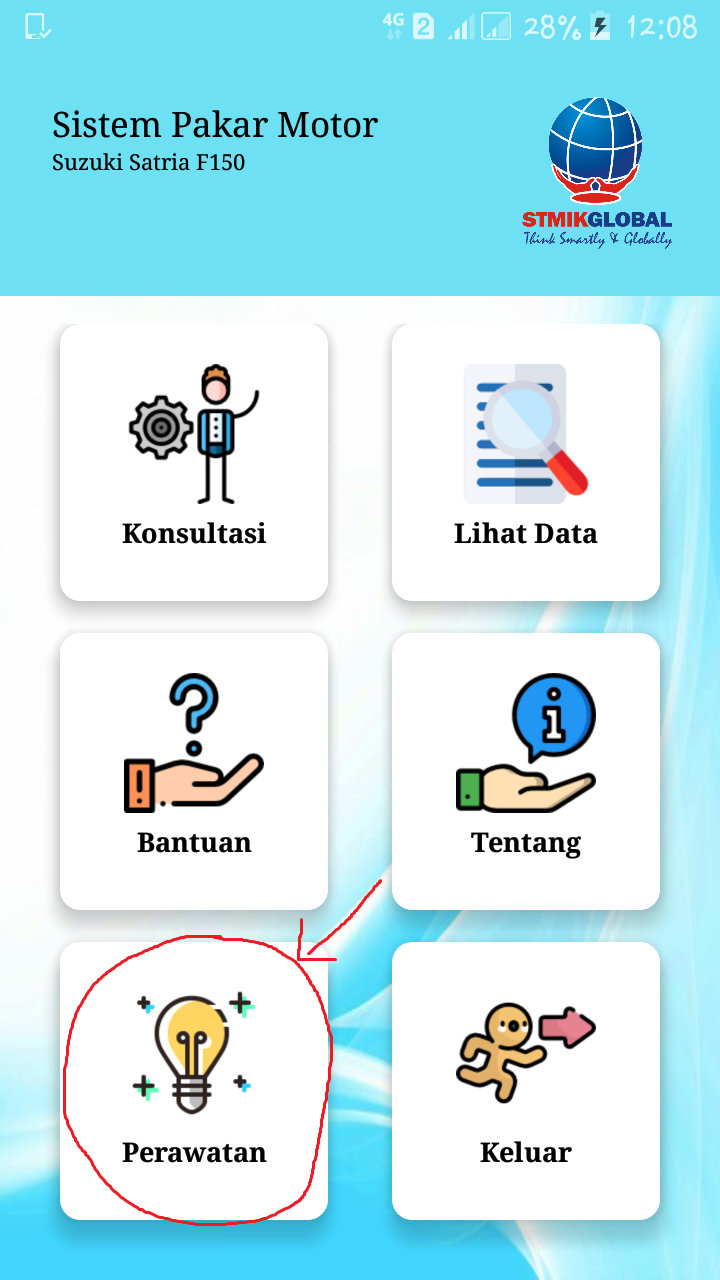 4G 2 28% 12:08
Sistem Pakar Motor
Suzuki Satria F150
STMIKGLOBAL
Think Smartly & Globally
Konsultasi
Lihat Data
Bantuan
Tentang
Perawatan
Keluar